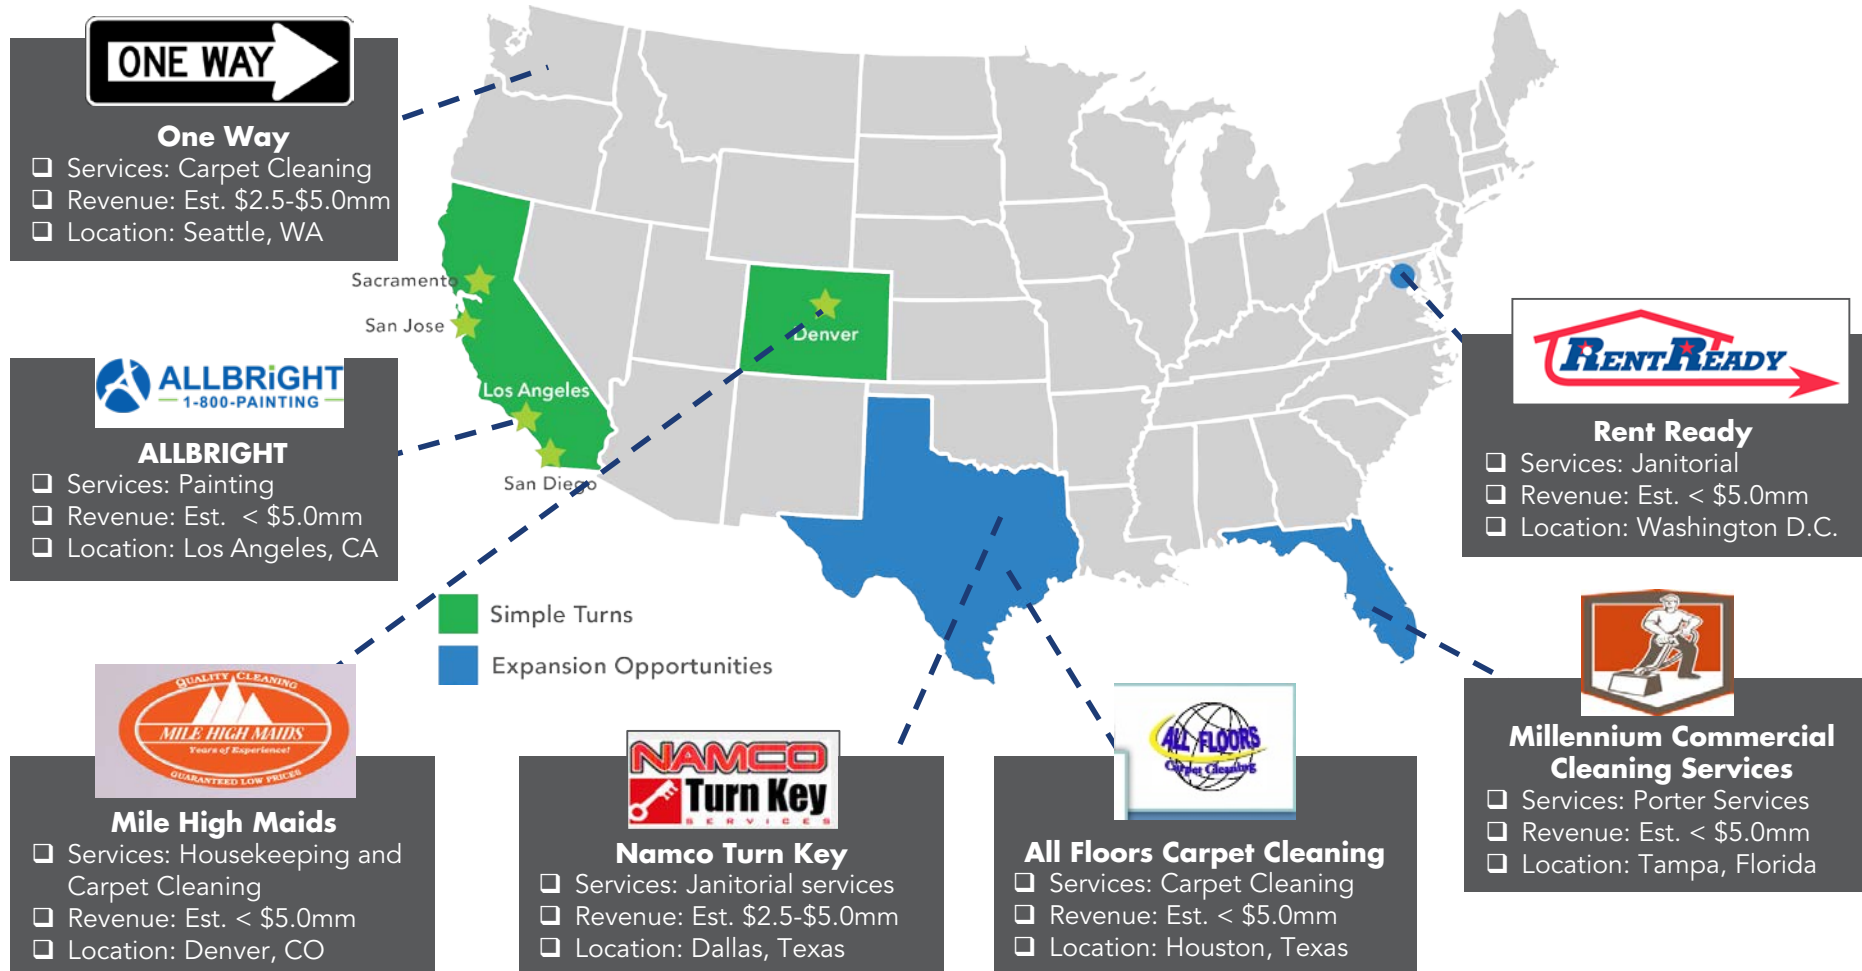 ONE WAY
One Way
❑ Services: Carpet Cleaning
❑ Revenue: Est. $2.5-$5.0mm
❑ Location: Seattle, WA
Sacramento
San Jose
Los Angeles
San Diego
Denver
ALLBRiGHT
1-800-PAINTING
ALLBRIGHT
❑ Services: Painting
❑ Revenue: Est. < $5.0mm
❑ Location: Los Angeles, CA
RENTREADY
Rent Ready
❑ Services: Janitorial
❑ Revenue: Est. < $5.0mm
❑ Location: Washington D.C.
Simple Turns
Expansion Opportunities
QUALITY CLEANING
MILE HIGH MAIDS
Years of Experience!
GUARANTEED LOW PRICES
Mile High Maids
❑ Services: Housekeeping and
Carpet Cleaning
❑ Revenue: Est. < $5.0mm
❑ Location: Denver, CO
NAMCO
Turn Key
SERVICES
Namco Turn Key
❑ Services: Janitorial services
❑ Revenue: Est. $2.5-$5.0mm
❑ Location: Dallas, Texas
ALL FLOORS
Carpet Cleaning
All Floors Carpet Cleaning
❑ Services: Carpet Cleaning
❑ Revenue: Est. < $5.0mm
❑ Location: Houston, Texas
Millennium Commercial
Cleaning Services
❑ Services: Porter Services
❑ Revenue: Est. < $5.0mm
❑ Location: Tampa, Florida